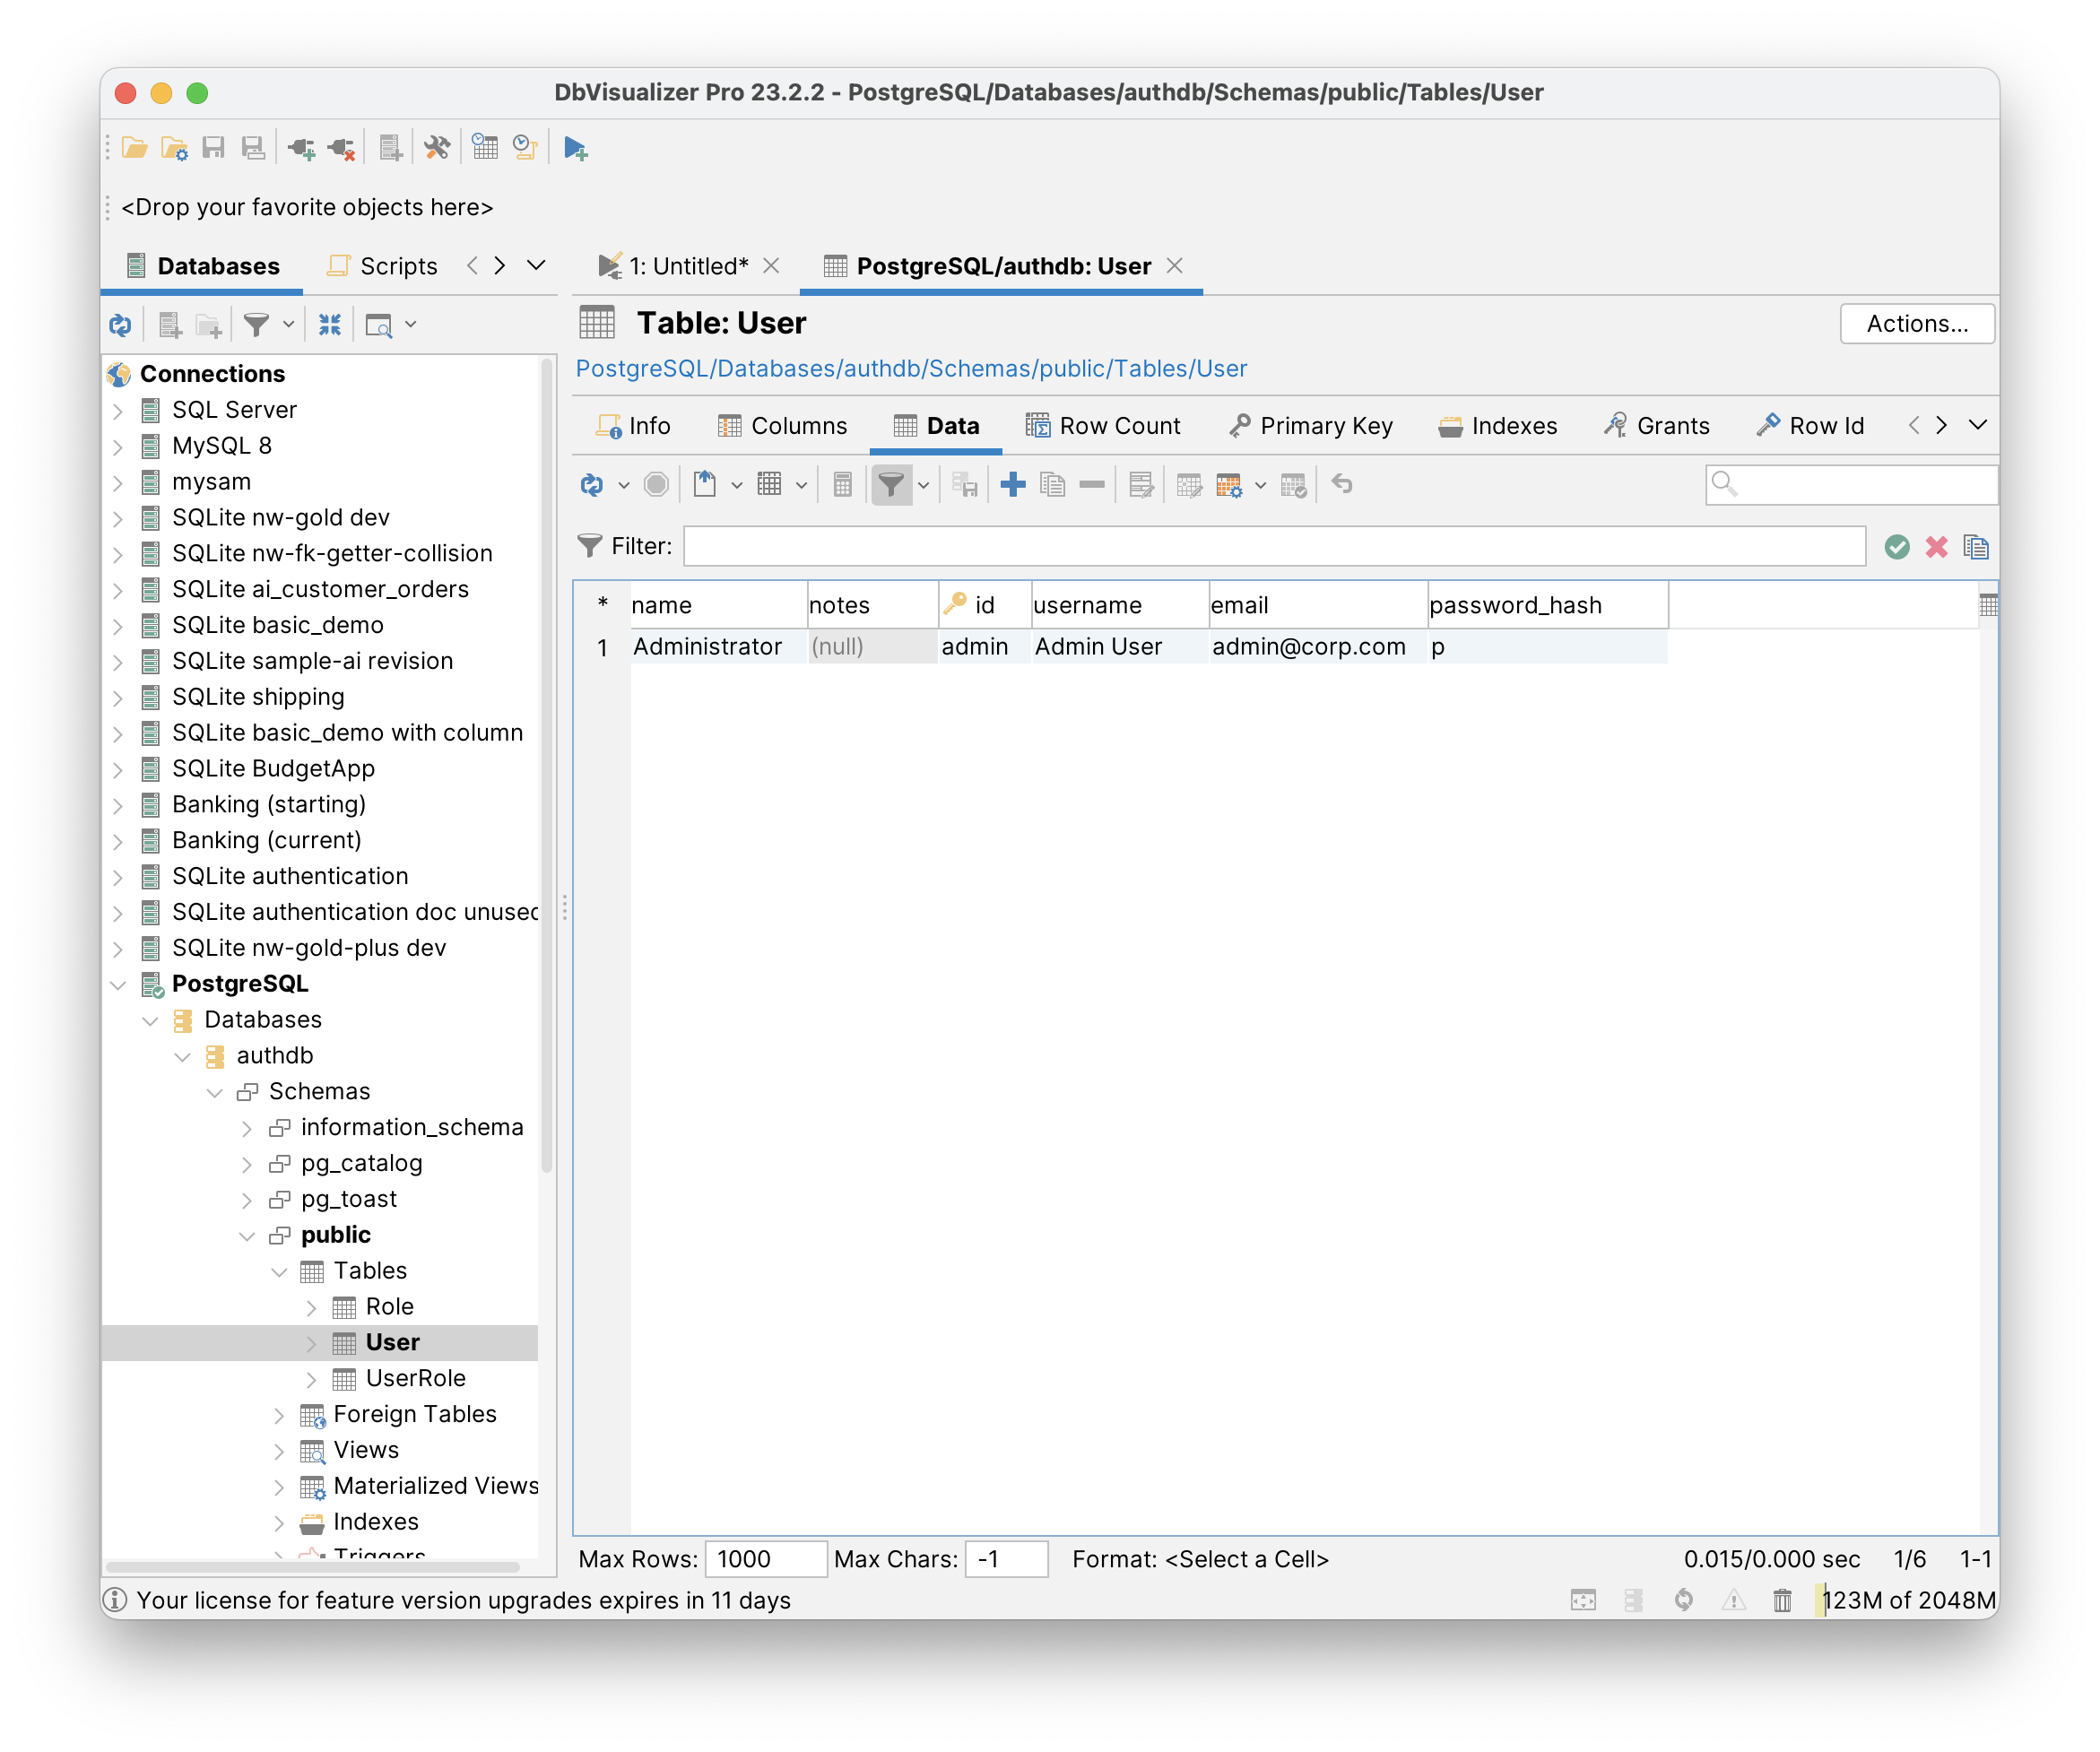 DbVisualizer Pro 23.2.2 - PostgreSQL/Databases/authdb/Schemas/public/Tables/User
<Drop your favorite objects here>
Databases
Scripts
1: Untitled*
PostgreSQL/authdb: User
Table: User
Actions...
PostgreSQL/Databases/authdb/Schemas/public/Tables/User
Info
Columns
Data
Row Count
Primary Key
Indexes
Grants
Row Id
Filter:
* name notes id username email password_hash
1 Administrator (null) admin Admin User admin@corp.com p
Connections
SQL Server
MySQL 8
mysam
SQLite nw-gold dev
SQLite nw-fk-getter-collision
SQLite ai_customer_orders
SQLite basic_demo
SQLite sample-ai revision
SQLite shipping
SQLite basic_demo with column
SQLite BudgetApp
Banking (starting)
Banking (current)
SQLite authentication
SQLite authentication doc unused
SQLite nw-gold-plus dev
PostgreSQL
Databases
authdb
Schemas
information_schema
pg_catalog
pg_toast
public
Tables
Role
User
UserRole
Foreign Tables
Views
Materialized Views
Indexes
Triggers
Max Rows: 1000 Max Chars: -1 Format: <Select a Cell> 0.015/0.000 sec 1/6 1-1
Your license for feature version upgrades expires in 11 days
123M of 2048M